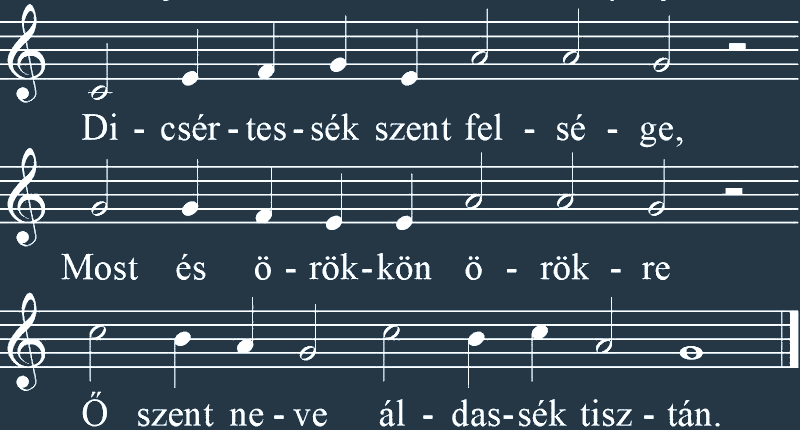 Di - csér - tes - sék szent fel - sé - ge,
Most és ö - rök - kön ö - rök - re
Ő szent ne - ve ál - das - sék tisz - tán.